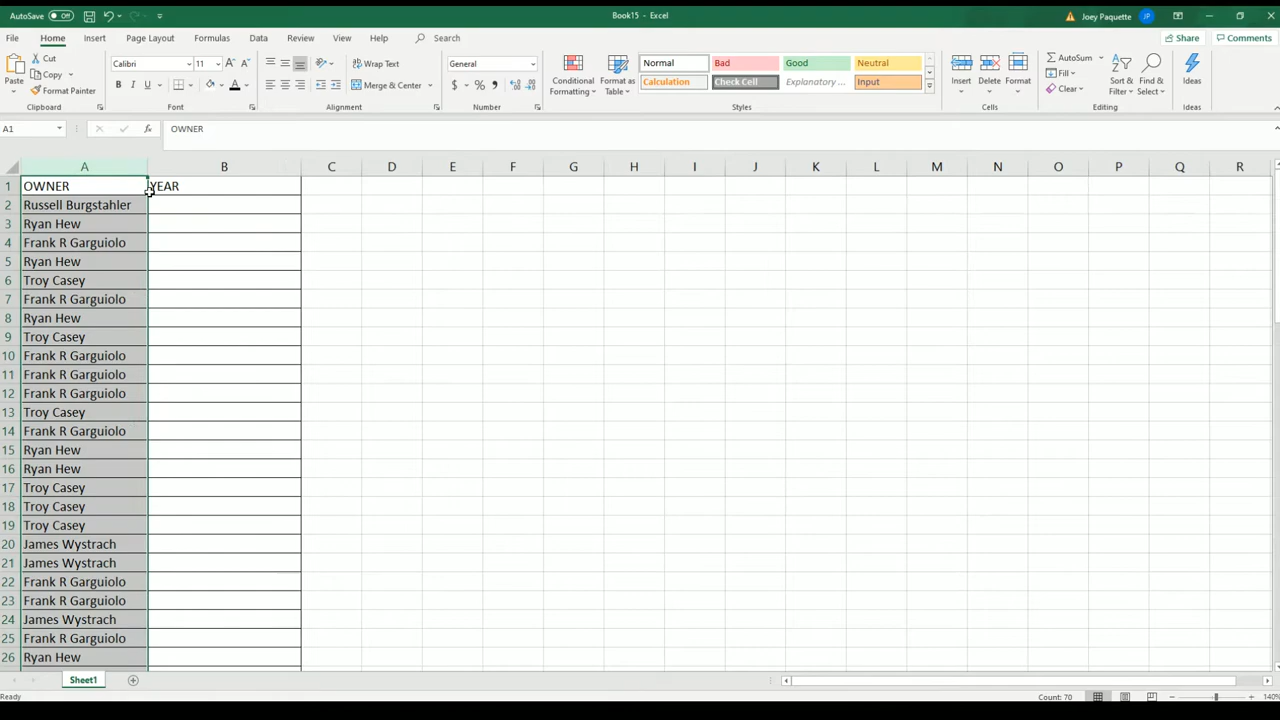 AutoSave Off Book15 - Excel Joey Paquette JP
File Home Insert Page Layout Formulas Data Review View Help Search Share Comments
Paste Cut Copy Format Painter Clipboard
Calibri 11 A A B I U A Font
Wrap Text Merge & Center Alignment
General $ % , Number
Conditional Formatting Format as Table
Normal Bad Good Neutral
Calculation Check Cell Explanatory ... Input
Styles
Insert Delete Format Cells
AutoSum Fill Clear Sort & Filter Find & Select Editing
Ideas Ideas
A1 fx OWNER
A B C D E F G H I J K L M N O P Q R
1 OWNER YEAR
2 Russell Burgstahler
3 Ryan Hew
4 Frank R Garguiolo
5 Ryan Hew
6 Troy Casey
7 Frank R Garguiolo
8 Ryan Hew
9 Troy Casey
10 Frank R Garguiolo
11 Frank R Garguiolo
12 Frank R Garguiolo
13 Troy Casey
14 Frank R Garguiolo
15 Ryan Hew
16 Ryan Hew
17 Troy Casey
18 Troy Casey
19 Troy Casey
20 James Wystrach
21 James Wystrach
22 Frank R Garguiolo
23 Frank R Garguiolo
24 James Wystrach
25 Frank R Garguiolo
26 Ryan Hew
Sheet1
Ready Count: 70 140%